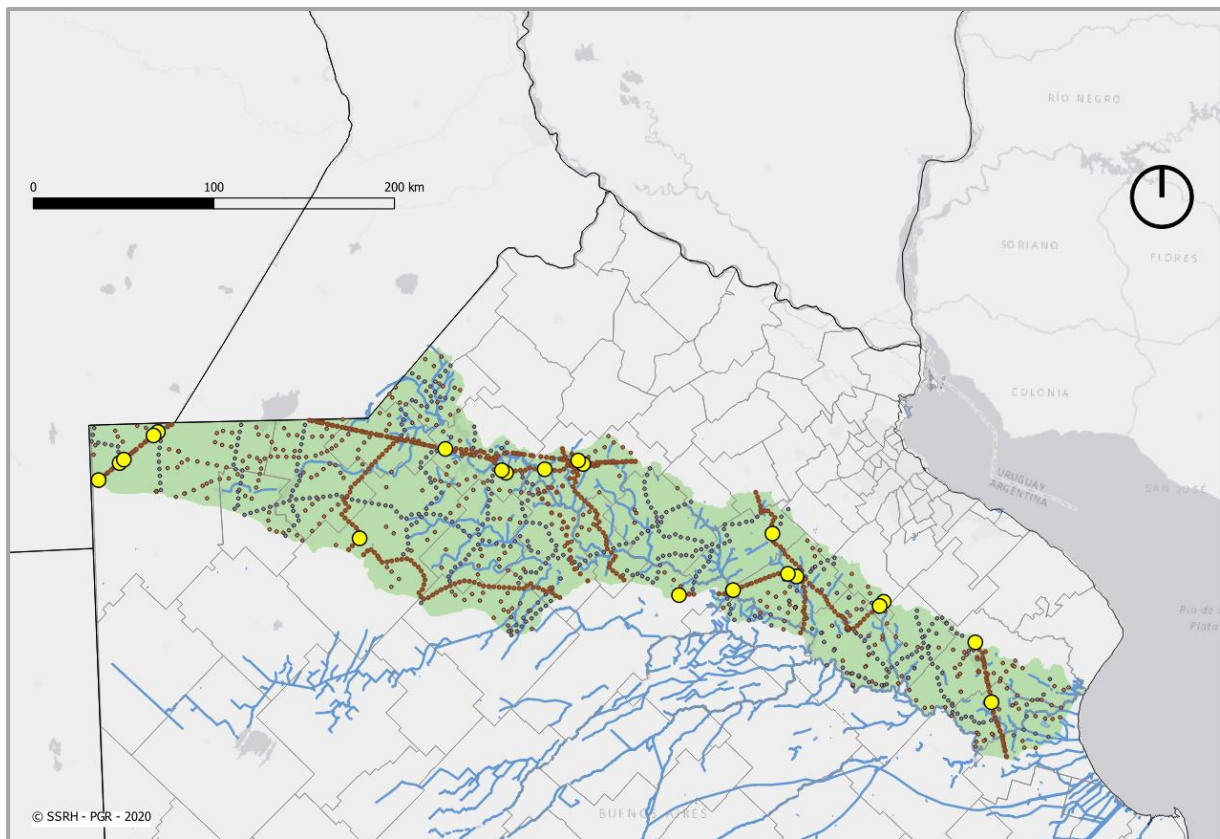 RÍO NEGRO
0 100 200 km
SORIANO
FLORES
COLONIA
URUGUAY
ARGENTINA
SAN JOSÉ
Río de la
Plata
BUENOS AIRES
© SSRH - PGR - 2020